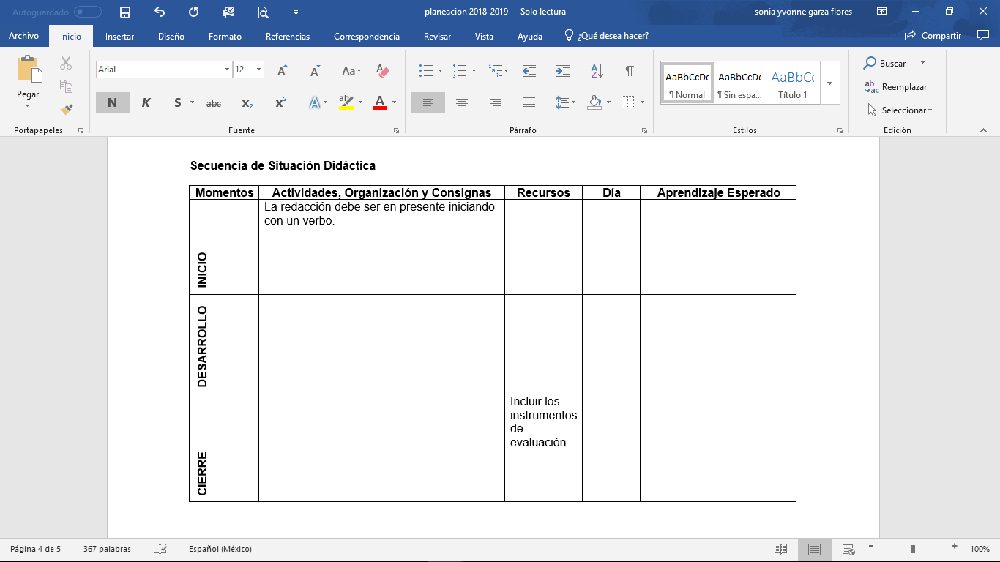 Autoguardado
planeacion 2018-2019 - Solo lectura
sonia yvonne garza flores
Archivo Inicio Insertar Diseño Formato Referencias Correspondencia Revisar Vista Ayuda ¿Qué desea hacer? Compartir
Pegar
Portapapeles
Arial 12
Aa
N K S abc x₂ x² A ab A
Fuente
Párrafo
AaBbCcDc AaBbCcDc AaBbCc
¶ Normal ¶ Sin espa... Título 1
Estilos
Buscar
Reemplazar
Seleccionar
Edición
Secuencia de Situación Didáctica
Momentos Actividades, Organización y Consignas Recursos Día Aprendizaje Esperado
INICIO
La redacción debe ser en presente iniciando
con un verbo.
DESARROLLO
CIERRE
Incluir los
instrumentos
de
evaluación
Página 4 de 5 367 palabras Español (México) 100%